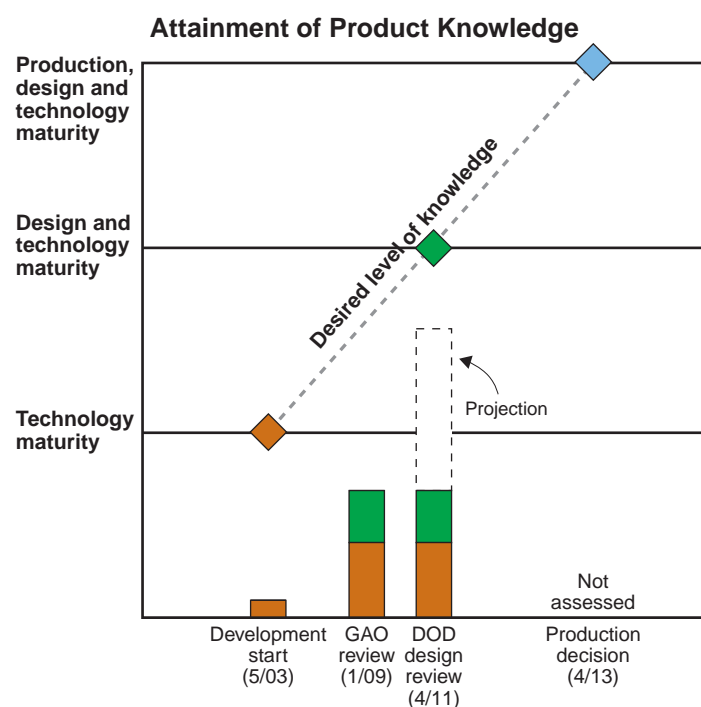 Attainment of Product Knowledge
Production,
design and
technology
maturity
Design and
technology
maturity
Desired level of knowledge
Projection
Technology
maturity
Not
assessed
Development
start
(5/03)
GAO
review
(1/09)
DOD
design
review
(4/11)
Production
decision
(4/13)